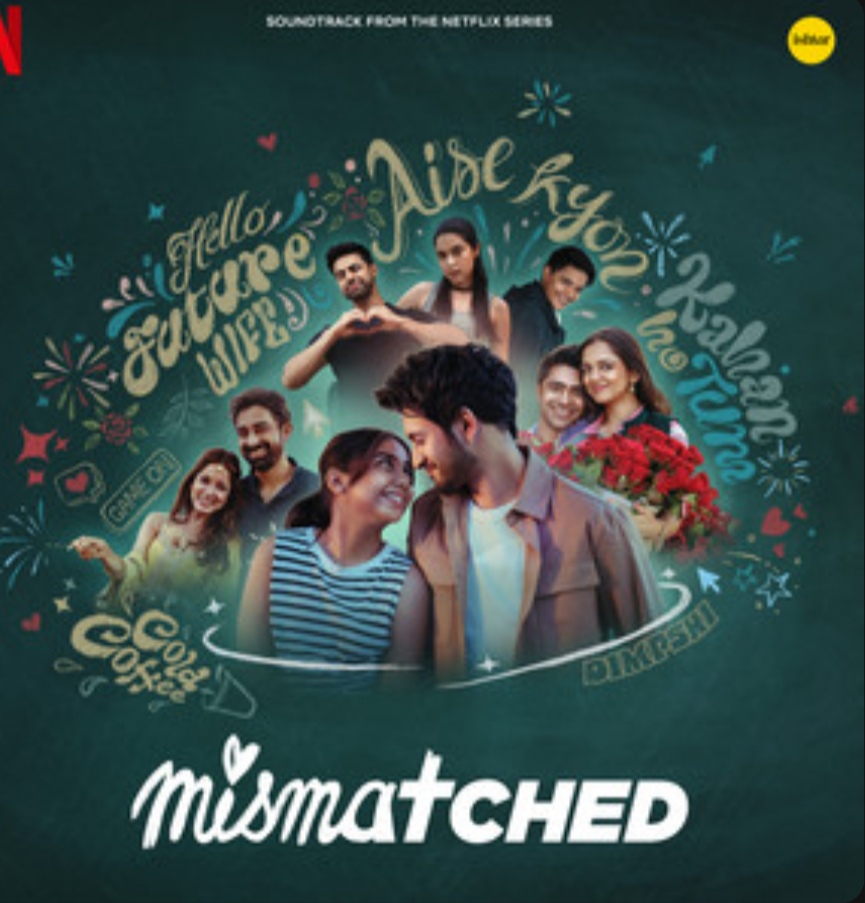 SOUNDTRACK FROM THE NETFLIX SERIES
N
ishtar
Hello
future
WIFE
Aise kyon
Kahan
ho Tum
GAME ON
Cold
Coffee
DIMPSHI
mismatCHED